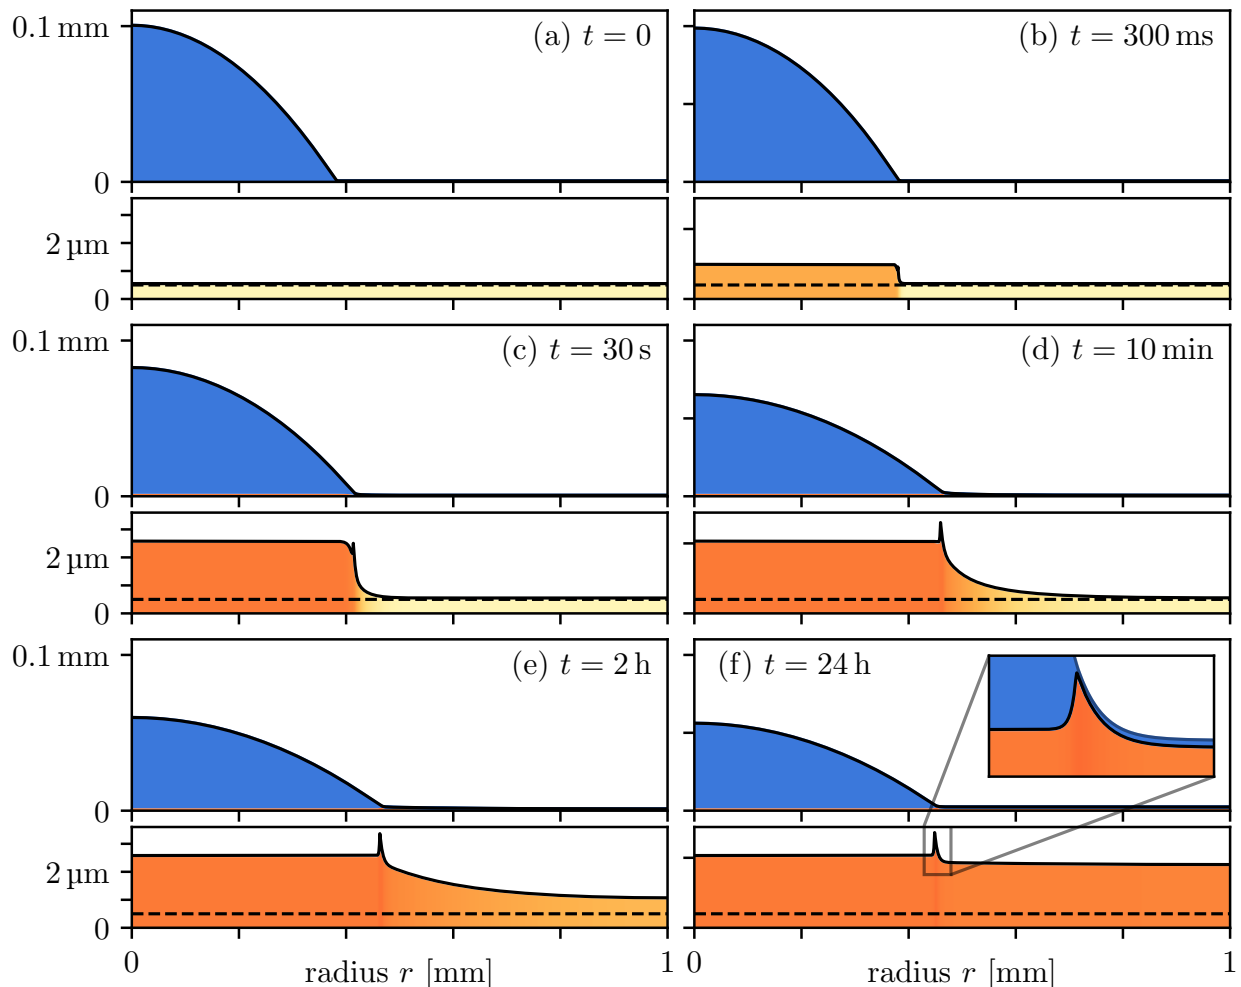 0.1 mm
(a) t = 0
(b) t = 300 ms
0
2 µm
0
0.1 mm
(c) t = 30 s
(d) t = 10 min
0
2 µm
0
0.1 mm
(e) t = 2 h
(f) t = 24 h
0
2 µm
0
0 1 0 1
radius r [mm] radius r [mm]